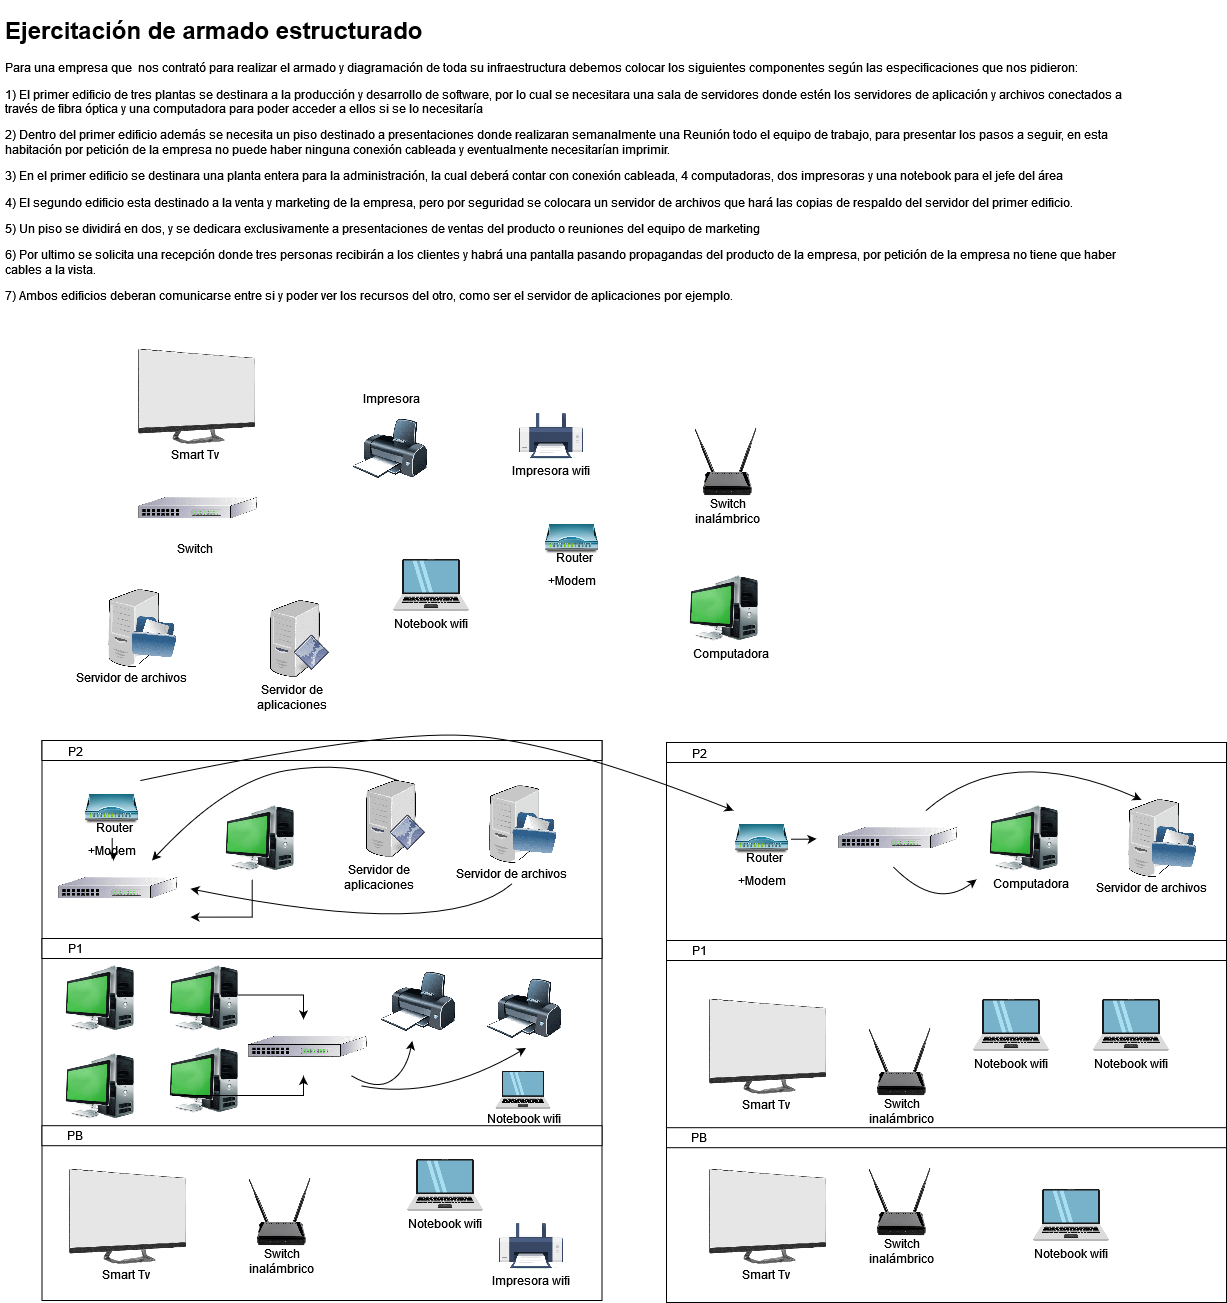 Ejercitación de armado estructurado
Para una empresa que  nos contrató para realizar el armado y diagramación de toda su infraestructura debemos colocar los siguientes componentes según las especificaciones que nos pidieron:
1) El primer edificio de tres plantas se destinara a la producción y desarrollo de software, por lo cual se necesitara una sala de servidores donde estén los servidores de aplicación y archivos conectados a
través de fibra óptica y una computadora para poder acceder a ellos si se lo necesitaría
2) Dentro del primer edificio además se necesita un piso destinado a presentaciones donde realizaran semanalmente una Reunión todo el equipo de trabajo, para presentar los pasos a seguir, en esta
habitación por petición de la empresa no puede haber ninguna conexión cableada y eventualmente necesitarían imprimir.
3) En el primer edificio se destinara una planta entera para la administración, la cual deberá contar con conexión cableada, 4 computadoras, dos impresoras y una notebook para el jefe del área
4) El segundo edificio esta destinado a la venta y marketing de la empresa, pero por seguridad se colocara un servidor de archivos que hará las copias de respaldo del servidor del primer edificio.
5) Un piso se dividirá en dos, y se dedicara exclusivamente a presentaciones de ventas del producto o reuniones del equipo de marketing
6) Por ultimo se solicita una recepción donde tres personas recibirán a los clientes y habrá una pantalla pasando propagandas del producto de la empresa, por petición de la empresa no tiene que haber
cables a la vista.
7) Ambos edificios deberan comunicarse entre si y poder ver los recursos del otro, como ser el servidor de aplicaciones por ejemplo.
Smart Tv
Impresora
Impresora wifi
Switch
inalámbrico
Switch
Router
+Modem
Notebook wifi
Computadora
Servidor de archivos
Servidor de
aplicaciones
P2
Router
+Modem
Servidor de
aplicaciones
Servidor de archivos
P1
Notebook wifi
PB
Smart Tv
Switch
inalámbrico
Notebook wifi
Impresora wifi
P2
Router
+Modem
Computadora
Servidor de archivos
P1
Smart Tv
Switch
inalámbrico
Notebook wifi
Notebook wifi
PB
Smart Tv
Switch
inalámbrico
Notebook wifi